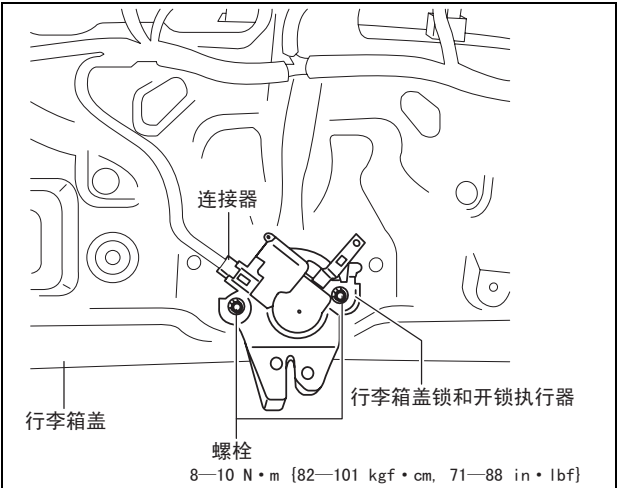 连接器
行李箱盖锁和开锁执行器
行李箱盖
螺栓
8—10 N·m {82—101 kgf·cm, 71—88 in·lbf}